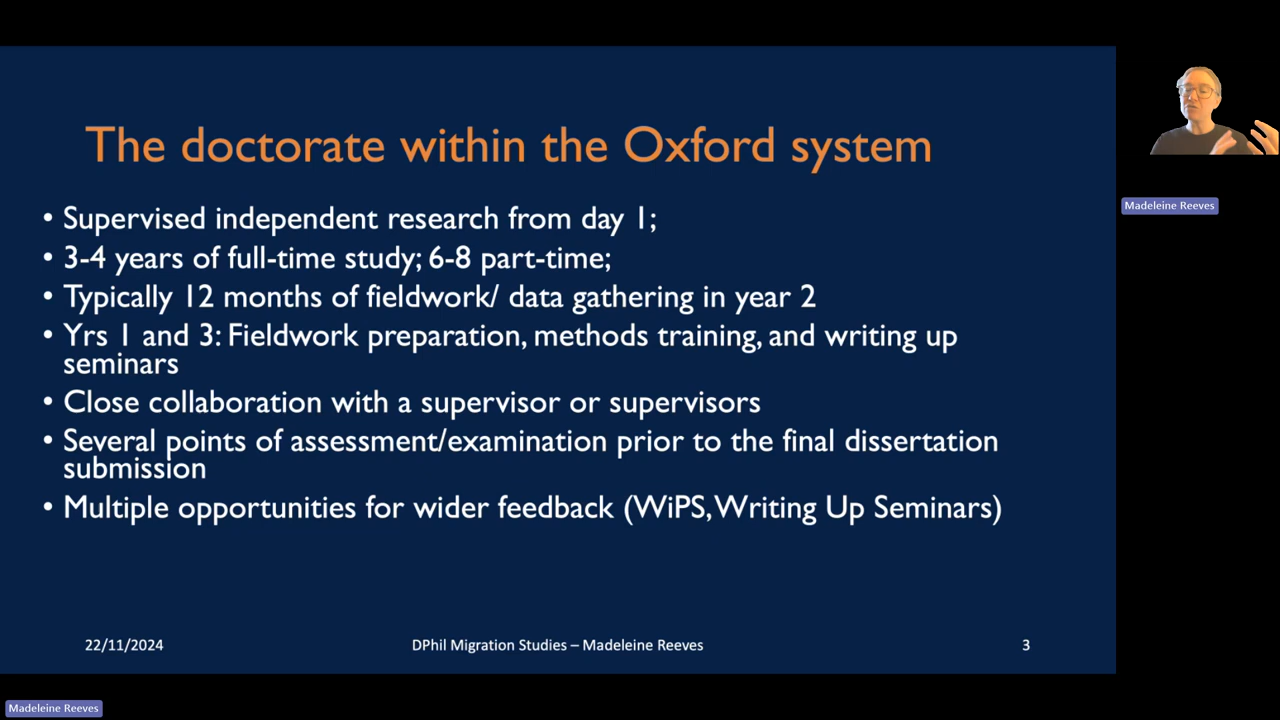 The doctorate within the Oxford system
• Supervised independent research from day 1;
• 3-4 years of full-time study; 6-8 part-time;
• Typically 12 months of fieldwork/ data gathering in year 2
• Yrs 1 and 3: Fieldwork preparation, methods training, and writing up
seminars
• Close collaboration with a supervisor or supervisors
• Several points of assessment/examination prior to the final dissertation
submission
• Multiple opportunities for wider feedback (WiPS, Writing Up Seminars)
22/11/2024
DPhil Migration Studies – Madeleine Reeves
3
Madeleine Reeves
Madeleine Reeves